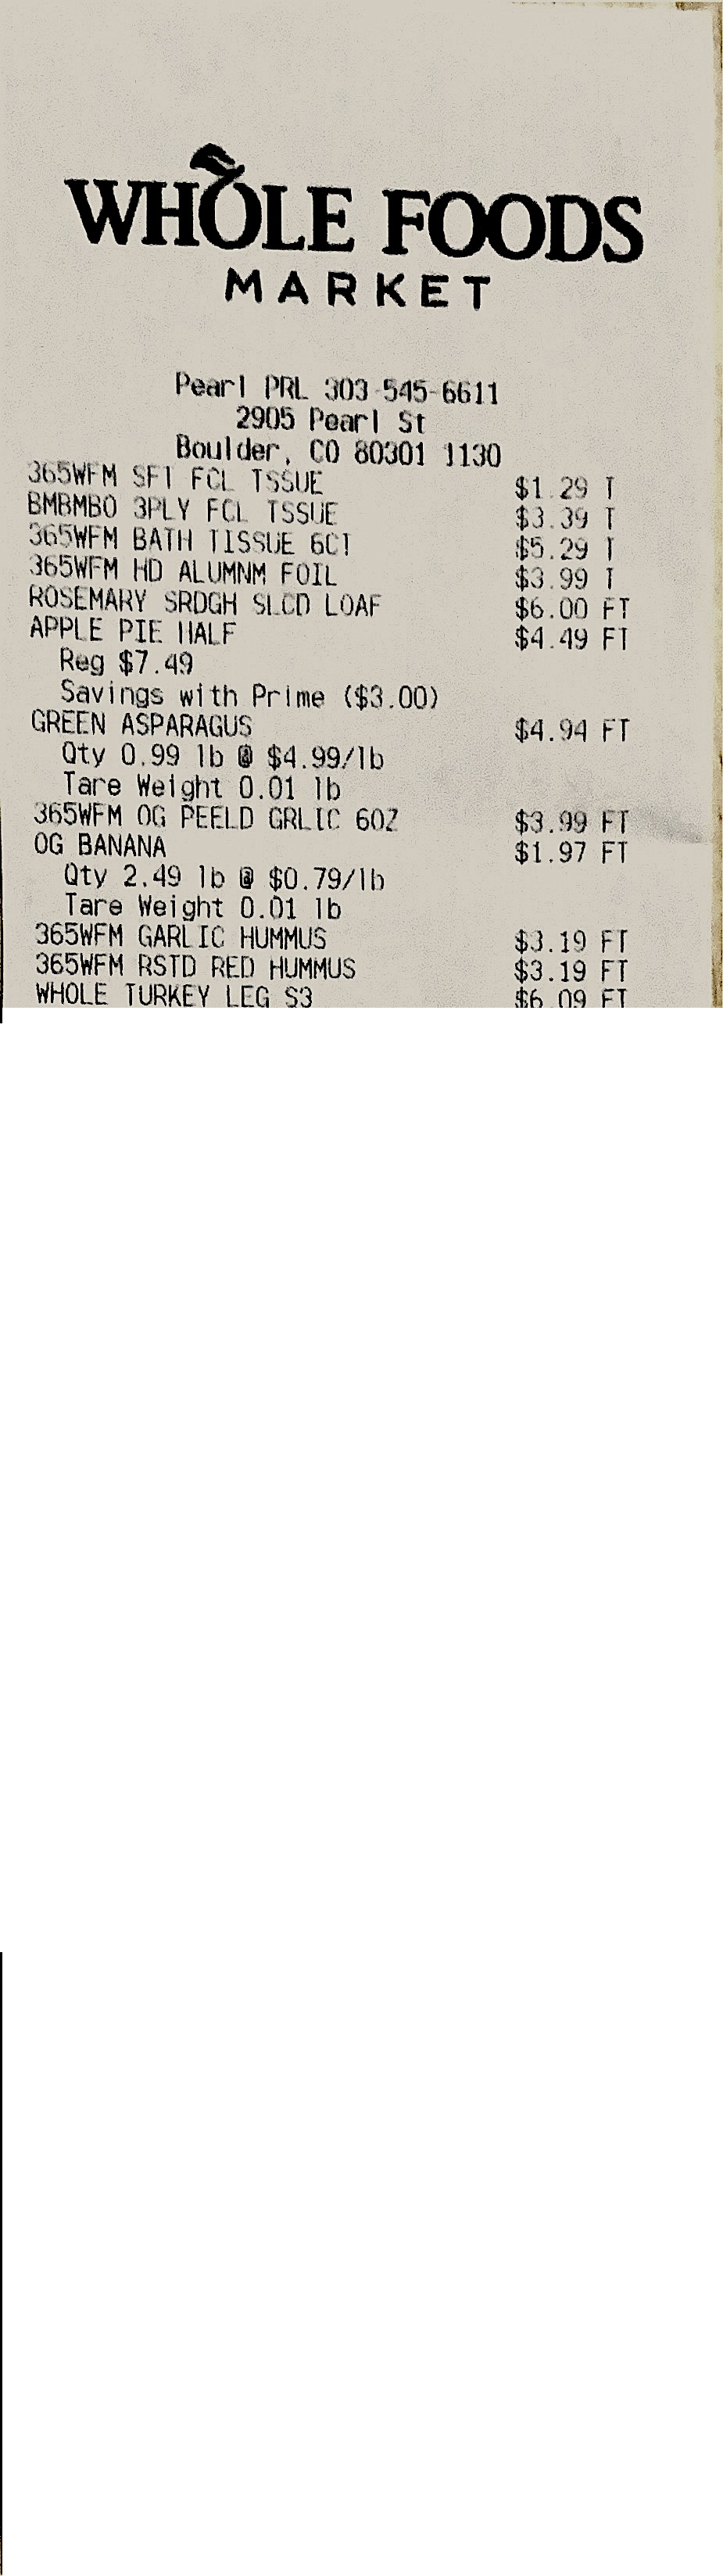 WHOLE FOODS
MARKET
Pearl PRL 303-545-6611
2905 Pearl St
Boulder, CO 80301 1130
365WFM SFT FCL TSSUE $1.29 T
BMBMBO 3PLY FCL TSSUE $3.39 T
365WFM BATH TISSUE 6CT $5.29 T
365WFM HD ALUMNM FOIL $3.99 T
ROSEMARY SRDGH SLCD LOAF $6.00 FT
APPLE PIE HALF $4.49 FT
Reg $7.49
Savings with Prime ($3.00)
GREEN ASPARAGUS $4.94 FT
Qty 0.99 lb @ $4.99/lb
Tare Weight 0.01 lb
365WFM OG PEELD GRLIC 6OZ $3.99 FT
OG BANANA $1.97 FT
Qty 2.49 lb @ $0.79/lb
Tare Weight 0.01 lb
365WFM GARLIC HUMMUS $3.19 FT
365WFM RSTD RED HUMMUS $3.19 FT
WHOLE TURKEY LEG S3 $6.09 FT